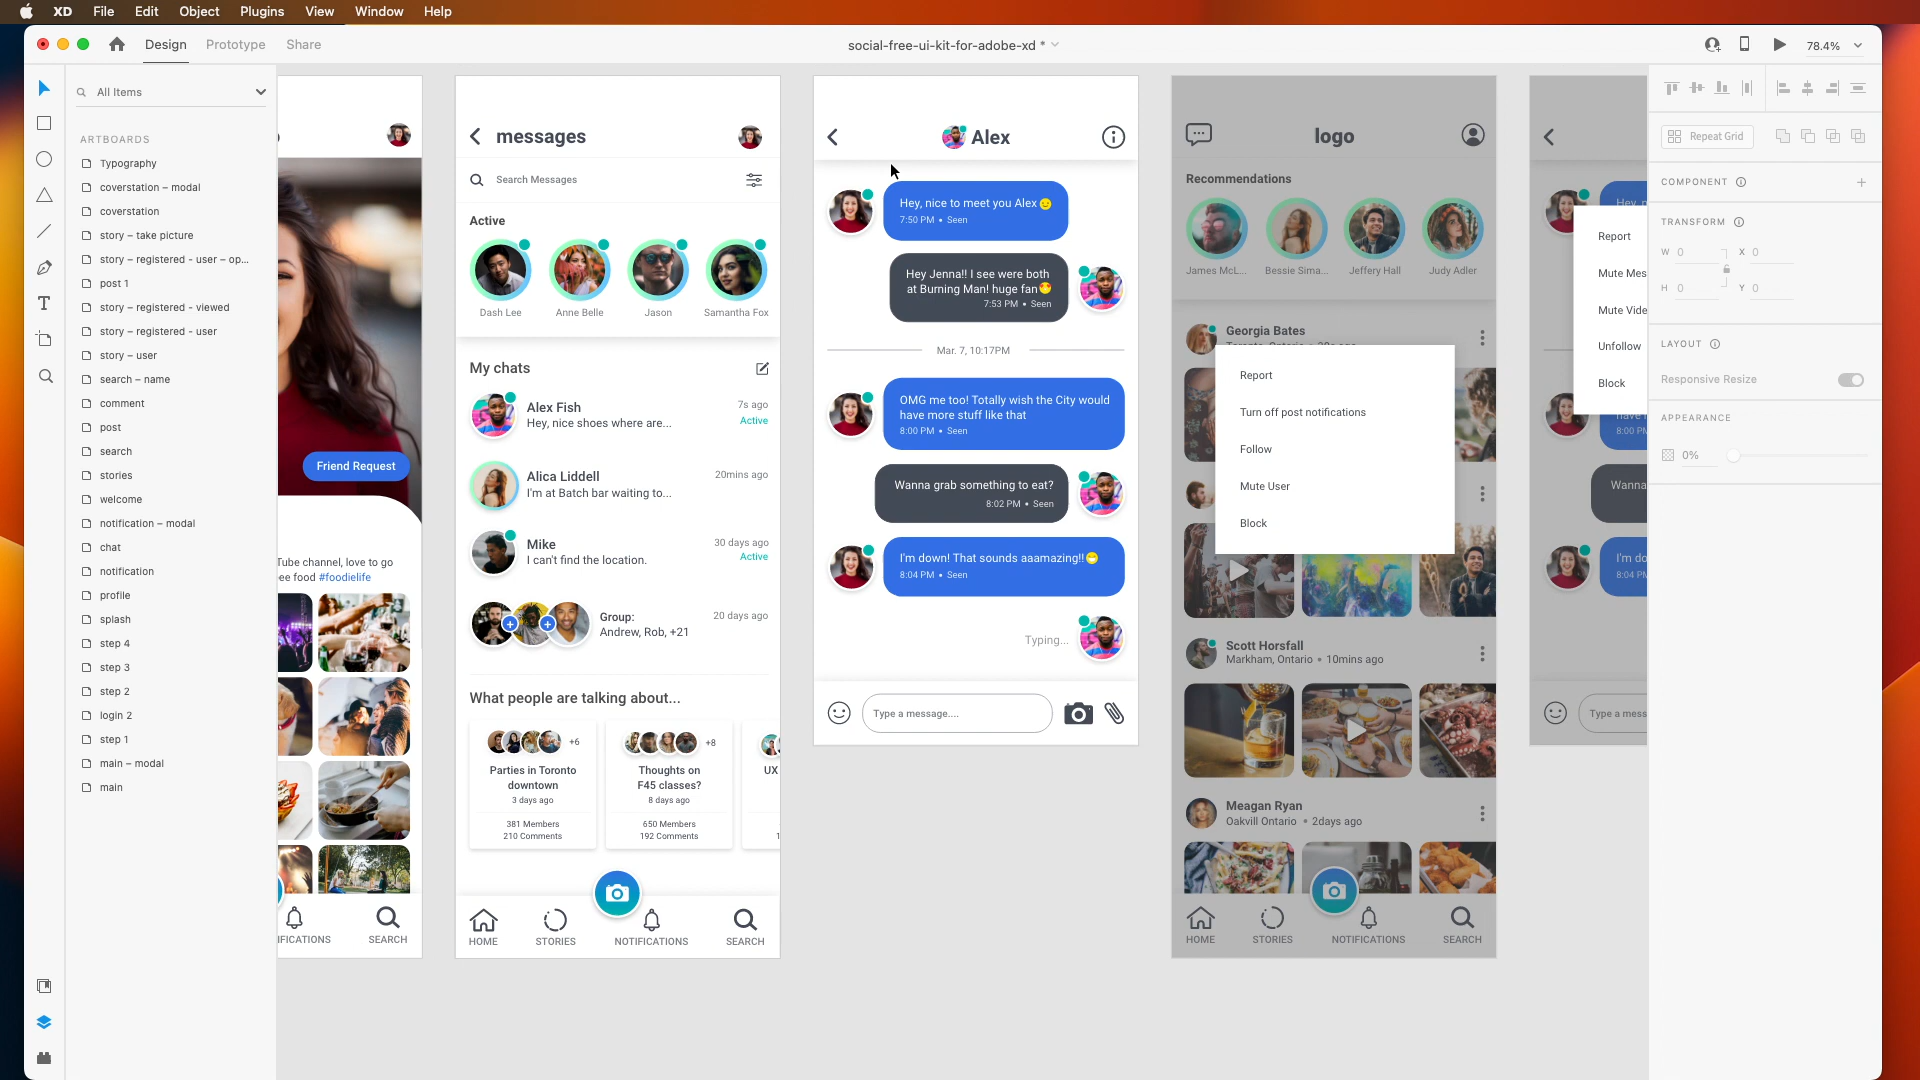 XD File Edit Object Plugins View Window Help
Design Prototype Share
social-free-ui-kit-for-adobe-xd *
78.4%
All Items
ARTBOARDS
Typography
coverstation – modal
coverstation
story – take picture
story – registered - user – op...
post 1
story – registered - viewed
story – registered - user
story – user
search – name
comment
post
search
stories
welcome
notification – modal
chat
notification
profile
splash
step 4
step 3
step 2
login 2
step 1
main – modal
main
Friend Request
Tube channel, love to go
ee food #foodielife
IFICATIONS
SEARCH
messages
Search Messages
Active
Dash Lee
Anne Belle
Jason
Samantha Fox
My chats
Alex Fish
7s ago
Hey, nice shoes where are...
Active
Alica Liddell
20mins ago
I'm at Batch bar waiting to...
Mike
30 days ago
I can't find the location.
Active
Group:
20 days ago
Andrew, Rob, +21
What people are talking about...
+6
Parties in Toronto
downtown
3 days ago
381 Members
210 Comments
+8
Thoughts on
F45 classes?
8 days ago
650 Members
192 Comments
UX
1
HOME
STORIES
NOTIFICATIONS
SEARCH
Alex
Hey, nice to meet you Alex
7:50 PM • Seen
Hey Jenna!! I see were both
at Burning Man! huge fan
7:53 PM • Seen
Mar. 7, 10:17PM
OMG me too! Totally wish the City would
have more stuff like that
8:00 PM • Seen
Wanna grab something to eat?
8:02 PM • Seen
I'm down! That sounds aaamazing!!
8:04 PM • Seen
Typing...
Type a message....
logo
Recommendations
James McL...
Bessie Sima...
Jeffery Hall
Judy Adler
Georgia Bates
Report
Turn off post notifications
Follow
Mute User
Block
Scott Horsfall
Markham, Ontario • 10mins ago
Meagan Ryan
Oakvill Ontario • 2days ago
HOME
STORIES
NOTIFICATIONS
SEARCH
Hey, n
Report
Mute Mes
Mute Vide
Unfollow
Block
8:00 PM
Wanna
I'm do
8:04 PM
Type a mess
Repeat Grid
COMPONENT
TRANSFORM
W 0 X 0
H 0 Y 0
LAYOUT
Responsive Resize
APPEARANCE
0%